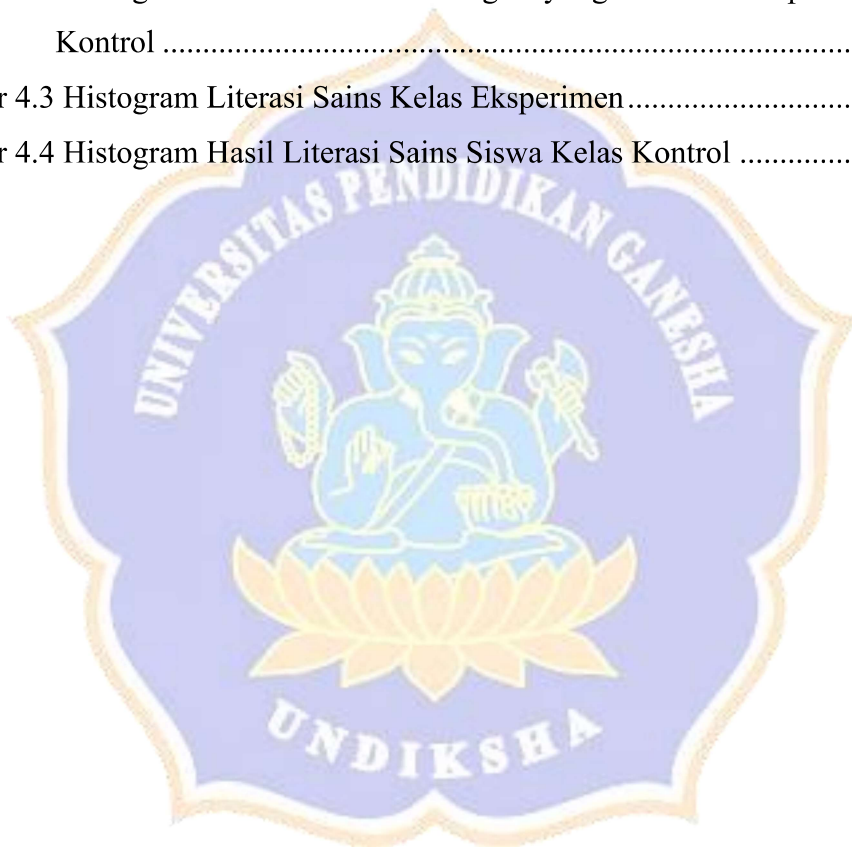 Kontrol ....................................................................................
r 4.3 Histogram Literasi Sains Kelas Eksperimen............................
r 4.4 Histogram Hasil Literasi Sains Siswa Kelas Kontrol ..............
UNIVERSITAS PENDIDIKAN GANESHA
UNDIKSHA